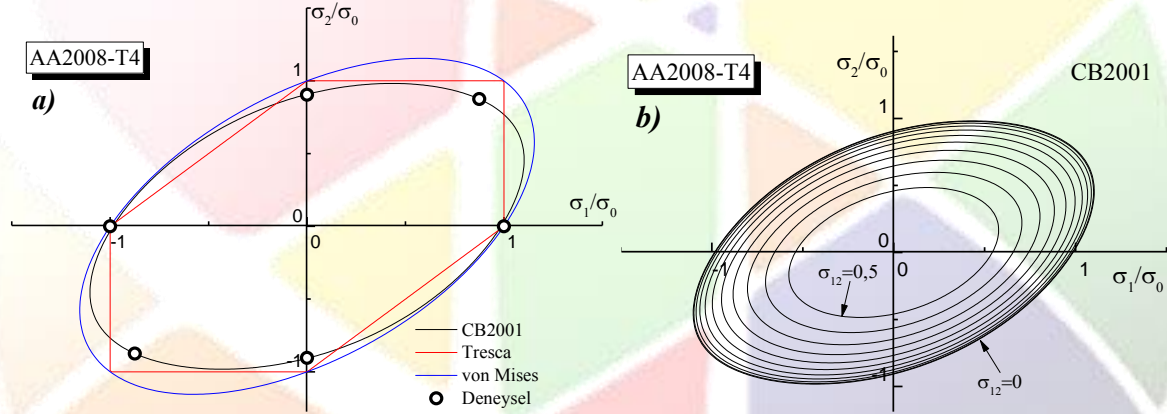 σ₂/σ₀
AA2008-T4
a)
1
0
σ₁/σ₀
-1
0
1
-1
CB2001
Tresca
von Mises
Deneysel
σ₂/σ₀
AA2008-T4
CB2001
b)
1
0
-1
0
1
σ₁₂=0,5
σ₁/σ₀
-1
σ₁₂=0